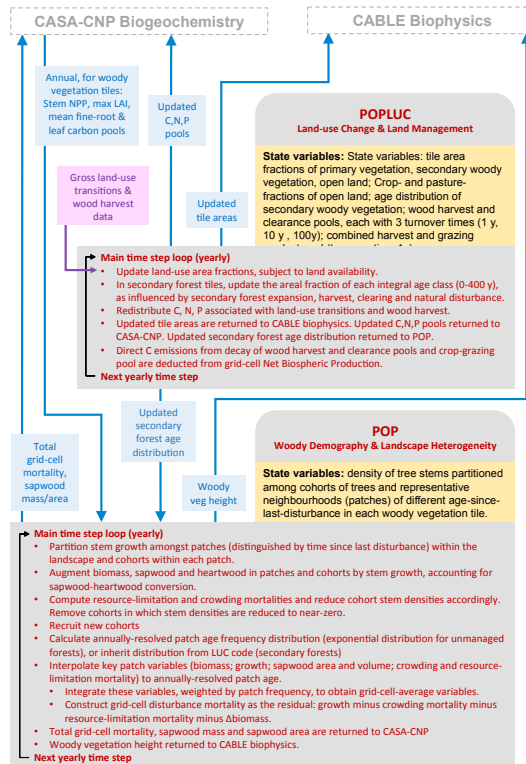 CASA-CNP Biogeochemistry
CABLE Biophysics
Annual, for woody
vegetation tiles:
Stem NPP, max LAI,
mean fine-root &
leaf carbon pools
Updated
C,N,P
pools
Gross land-use
transitions &
wood harvest
data
Updated
tile areas
POPLUC
Land-use Change & Land Management
State variables: State variables: tile area
fractions of primary vegetation, secondary woody
vegetation, open land; Crop- and pasture-
fractions of open land; age distribution of
secondary woody vegetation; wood harvest and
clearance pools, each with 3 turnover times (1 y,
10 y , 100y); combined harvest and grazing
Main time step loop (yearly)
• Update land-use area fractions, subject to land availability.
• In secondary forest tiles, update the areal fraction of each integral age class (0-400 y),
as influenced by secondary forest expansion, harvest, clearing and natural disturbance.
• Redistribute C, N, P associated with land-use transitions and wood harvest.
• Updated tile areas are returned to CABLE biophysics. Updated C,N,P pools returned to
CASA-CNP. Updated secondary forest age distribution returned to POP.
• Direct C emissions from decay of wood harvest and clearance pools and crop-grazing
pool are deducted from grid-cell Net Biospheric Production.
Next yearly time step
Total
grid-cell
mortality,
sapwood
mass/area
Updated
secondary
forest age
distribution
Woody
veg height
POP
Woody Demography & Landscape Heterogeneity
State variables: density of tree stems partitioned
among cohorts of trees and representative
neighbourhoods (patches) of different age-since-
last-disturbance in each woody vegetation tile.
Main time step loop (yearly)
• Partition stem growth amongst patches (distinguished by time since last disturbance) within the
landscape and cohorts within each patch.
• Augment biomass, sapwood and heartwood in patches and cohorts by stem growth, accounting for
sapwood-heartwood conversion.
• Compute resource-limitation and crowding mortalities and reduce cohort stem densities accordingly.
Remove cohorts in which stem densities are reduced to near-zero.
• Recruit new cohorts
• Calculate annually-resolved patch age frequency distribution (exponential distribution for unmanaged
forests), or inherit distribution from LUC code (secondary forests)
• Interpolate key patch variables (biomass; growth; sapwood area and volume; crowding and resource-
limitation mortality) to annually-resolved patch age.
• Integrate these variables, weighted by patch frequency, to obtain grid-cell-average variables.
• Construct grid-cell disturbance mortality as the residual: growth minus crowding mortality minus
resource-limitation mortality minus Δbiomass.
• Total grid-cell mortality, sapwood mass and sapwood area are returned to CASA-CNP
• Woody vegetation height returned to CABLE biophysics.
Next yearly time step